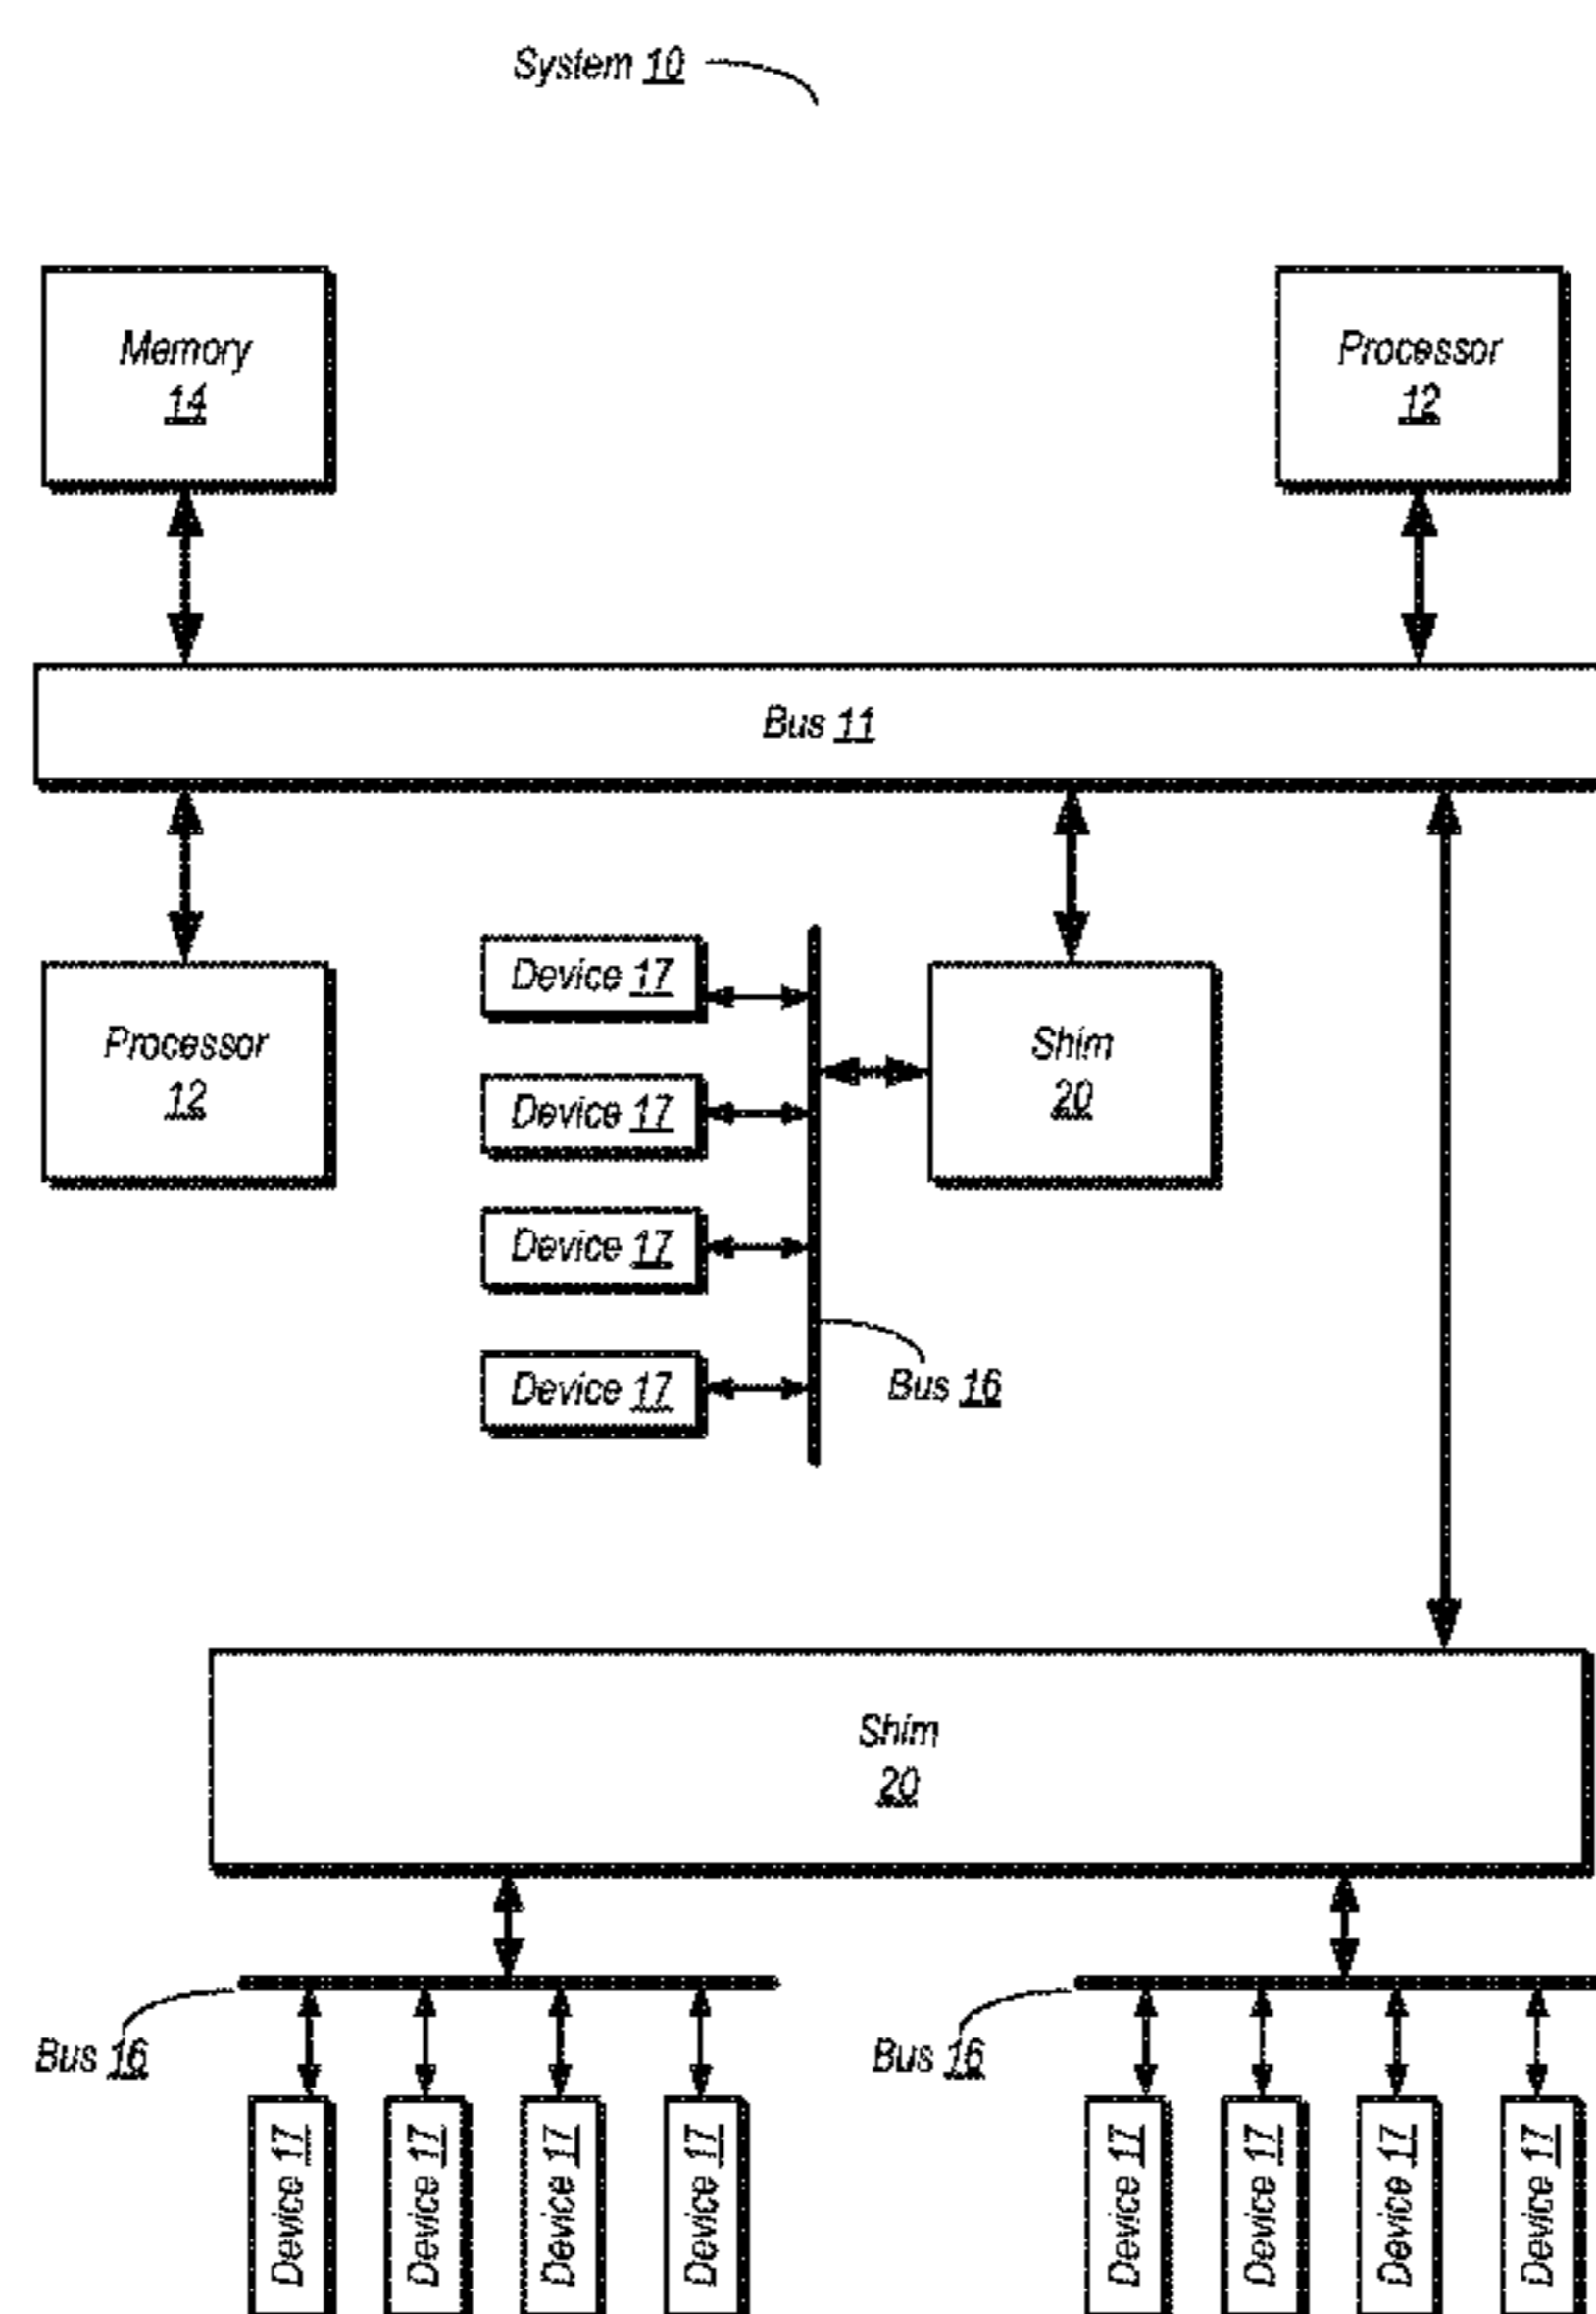 System 10
Memory
14
Processor
12
Bus 11
Processor
12
Device 17
Device 17
Device 17
Device 17
Shim
20
Bus 16
Shim
20
Bus 16
Bus 16
Device 17
Device 17
Device 17
Device 17
Device 17
Device 17
Device 17
Device 17